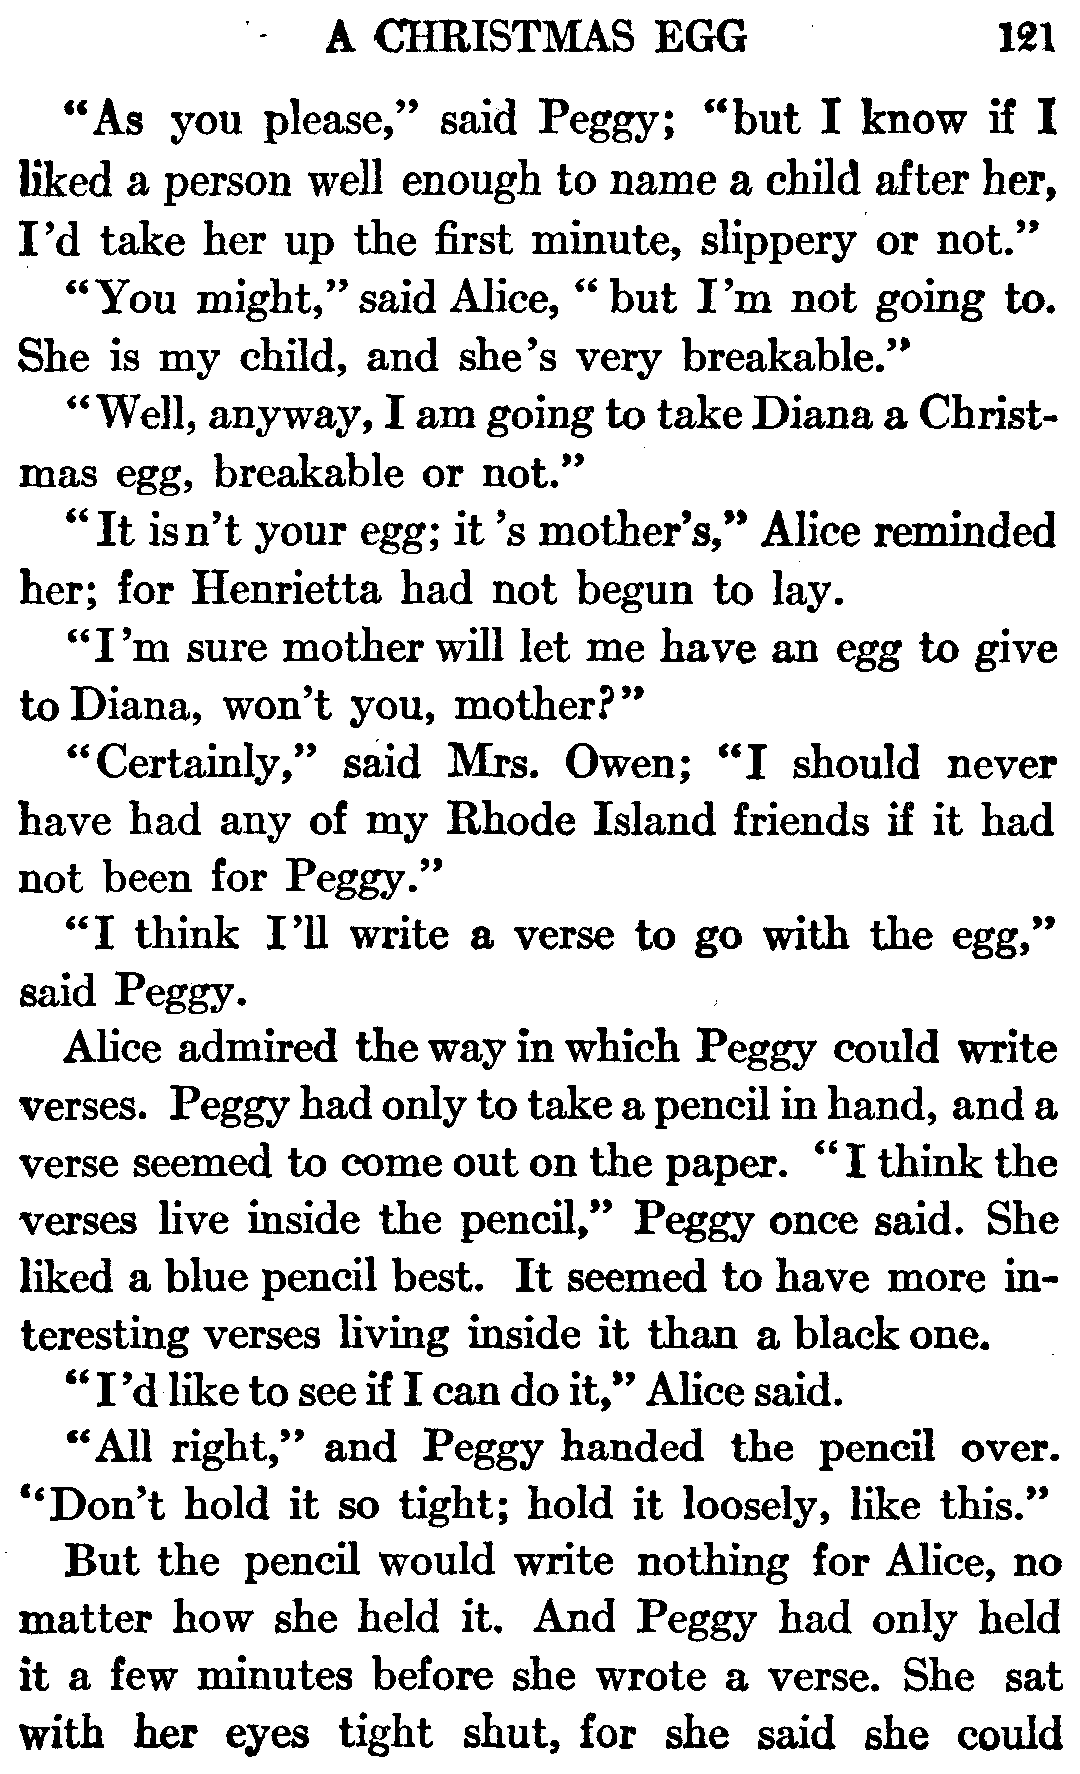 A CHRISTMAS EGG 121
"As you please," said Peggy; "but I know if I
liked a person well enough to name a child after her,
I'd take her up the first minute, slippery or not."
"You might," said Alice, "but I'm not going to.
She is my child, and she's very breakable."
"Well, anyway, I am going to take Diana a Christ-
mas egg, breakable or not."
"It isn't your egg; it's mother's," Alice reminded
her; for Henrietta had not begun to lay.
"I'm sure mother will let me have an egg to give
to Diana, won't you, mother?"
"Certainly," said Mrs. Owen; "I should never
have had any of my Rhode Island friends if it had
not been for Peggy."
"I think I'll write a verse to go with the egg,"
said Peggy.
Alice admired the way in which Peggy could write
verses. Peggy had only to take a pencil in hand, and a
verse seemed to come out on the paper. "I think the
verses live inside the pencil," Peggy once said. She
liked a blue pencil best. It seemed to have more in-
teresting verses living inside it than a black one.
"I'd like to see if I can do it," Alice said.
"All right," and Peggy handed the pencil over.
"Don't hold it so tight; hold it loosely, like this."
But the pencil would write nothing for Alice, no
matter how she held it. And Peggy had only held
it a few minutes before she wrote a verse. She sat
with her eyes tight shut, for she said she could